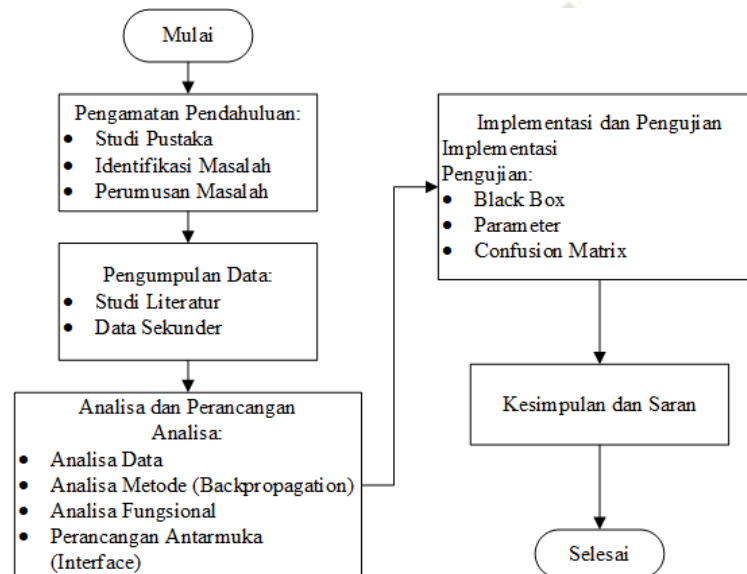 Mulai
Pengamatan Pendahuluan:
● Studi Pustaka
● Identifikasi Masalah
● Perumusan Masalah
Pengumpulan Data:
● Studi Literatur
● Data Sekunder
Analisa dan Perancangan
Analisa:
● Analisa Data
● Analisa Metode (Backpropagation)
● Analisa Fungsional
● Perancangan Antarmuka
(Interface)
Implementasi dan Pengujian
Implementasi
Pengujian:
● Black Box
● Parameter
● Confusion Matrix
Kesimpulan dan Saran
Selesai